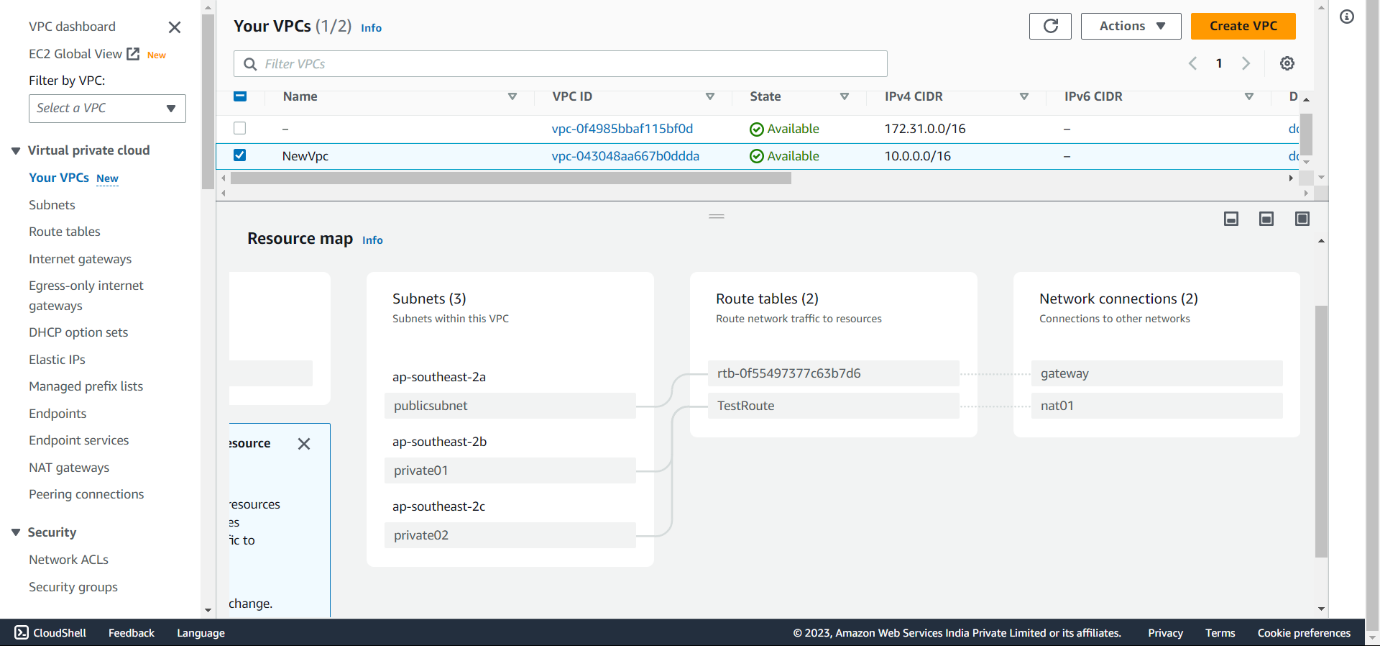 VPC dashboard
EC2 Global View New
Filter by VPC:
Select a VPC
Virtual private cloud
Your VPCs New
Subnets
Route tables
Internet gateways
Egress-only internet
gateways
DHCP option sets
Elastic IPs
Managed prefix lists
Endpoints
Endpoint services
NAT gateways
Peering connections
Security
Network ACLs
Security groups
Your VPCs (1/2) Info
Actions
Create VPC
Filter VPCs
1
Name VPC ID State IPv4 CIDR IPv6 CIDR D
– vpc-0f4985bbaf115bf0d Available 172.31.0.0/16 –
NewVpc vpc-043048aa667b0ddda Available 10.0.0.0/16 –
Resource map Info
esource
resources
es
fic to
change.
Subnets (3)
Subnets within this VPC
ap-southeast-2a
publicsubnet
ap-southeast-2b
private01
ap-southeast-2c
private02
Route tables (2)
Route network traffic to resources
rtb-0f55497377c63b7d6
TestRoute
Network connections (2)
Connections to other networks
gateway
nat01
CloudShell Feedback Language © 2023, Amazon Web Services India Private Limited or its affiliates. Privacy Terms Cookie preferences